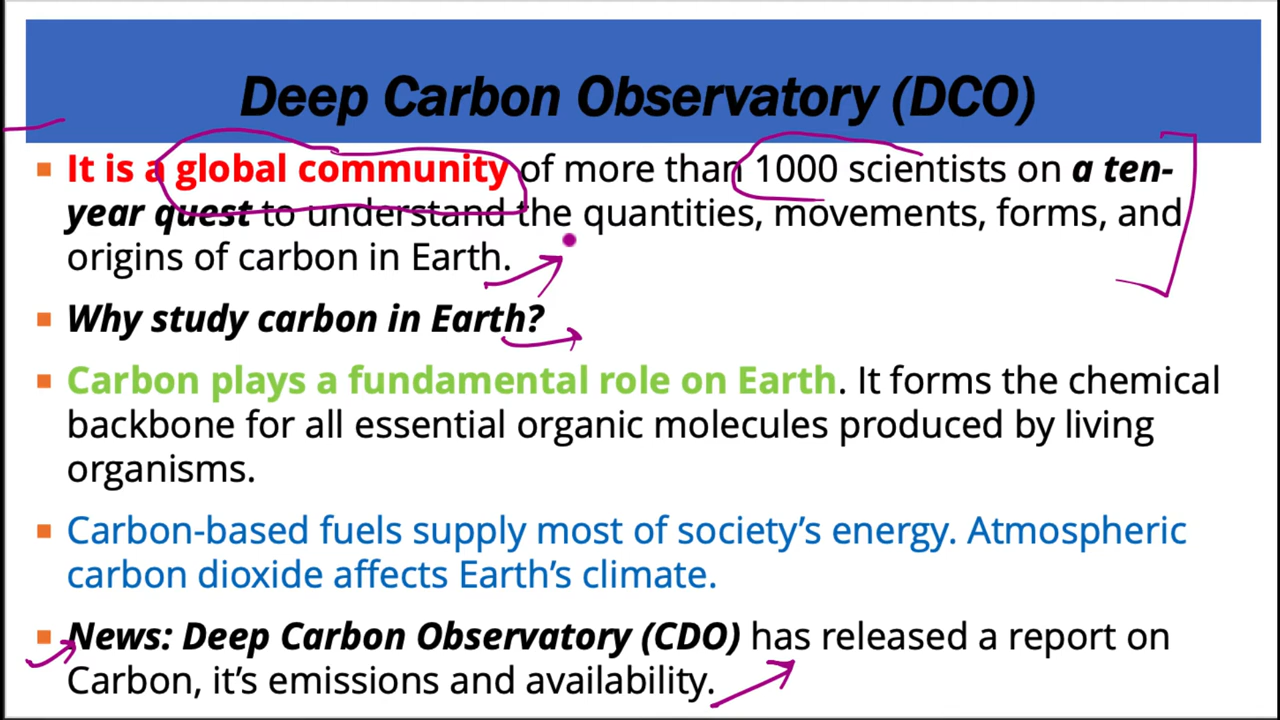 Deep Carbon Observatory (DCO)
It is a global community of more than 1000 scientists on a ten-
year quest to understand the quantities, movements, forms, and
origins of carbon in Earth.
Why study carbon in Earth?
Carbon plays a fundamental role on Earth. It forms the chemical
backbone for all essential organic molecules produced by living
organisms.
Carbon-based fuels supply most of society’s energy. Atmospheric
carbon dioxide affects Earth’s climate.
News: Deep Carbon Observatory (CDO) has released a report on
Carbon, it’s emissions and availability.